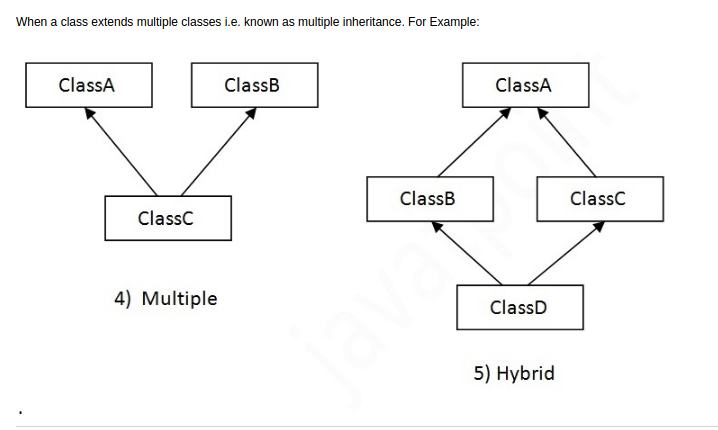 When a class extends multiple classes i.e. known as multiple inheritance. For Example:
ClassA
ClassB
ClassC
4) Multiple
ClassA
ClassB
ClassC
ClassD
5) Hybrid
.